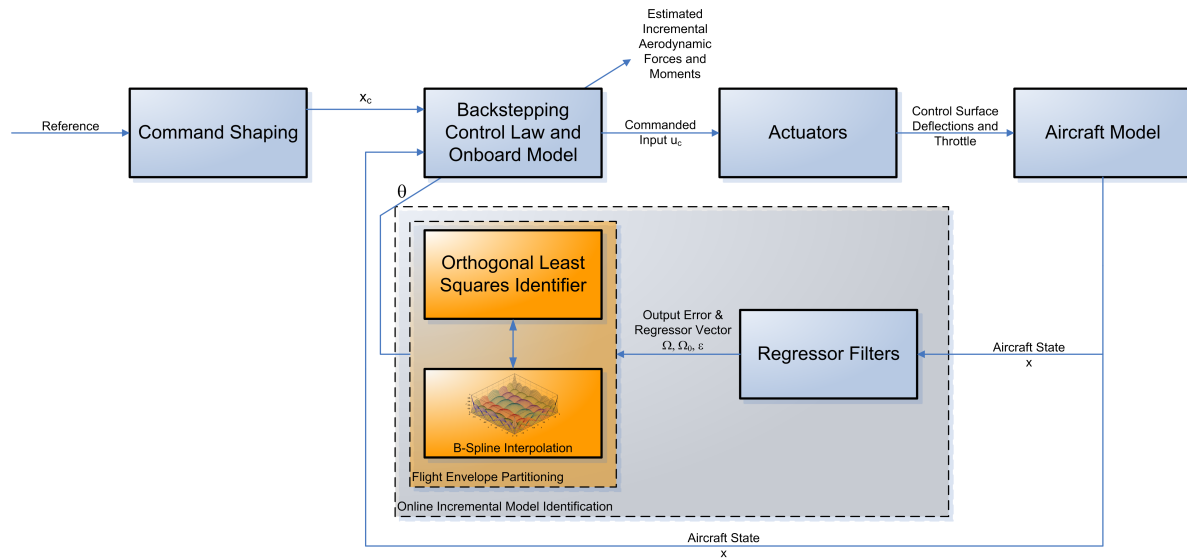 Estimated
Incremental
Aerodynamic
Forces and
Moments
Reference
Command Shaping
xc
Backstepping
Control Law and
Onboard Model
Commanded
Input uc
Actuators
Control Surface
Deflections and
Throttle
Aircraft Model
θ
Orthogonal Least
Squares Identifier
Output Error &
Regressor Vector
Ω, Ω0, ε
Regressor Filters
Aircraft State
x
B-Spline Interpolation
Flight Envelope Partitioning
Online Incremental Model Identification
Aircraft State
x